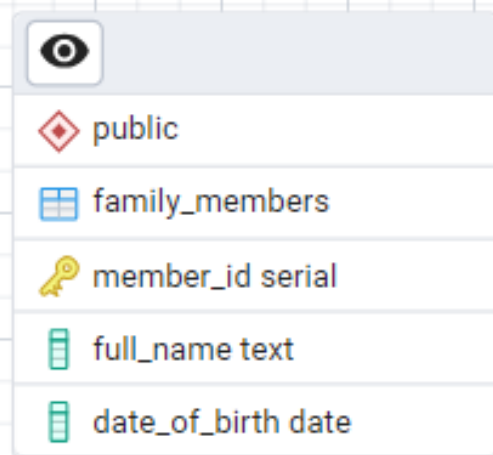 public
family_members
member_id serial
full_name text
date_of_birth date